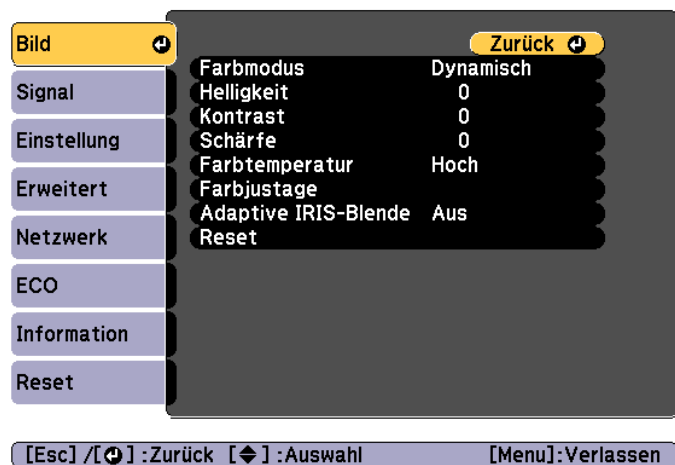 Bild
Signal
Einstellung
Erweitert
Netzwerk
ECO
Information
Reset
Zurück
Farbmodus Dynamisch
Helligkeit 0
Kontrast 0
Schärfe 0
Farbtemperatur Hoch
Farbjustage
Adaptive IRIS-Blende Aus
Reset
[Esc] /[⏎] :Zurück [◆] :Auswahl [Menu]:Verlassen